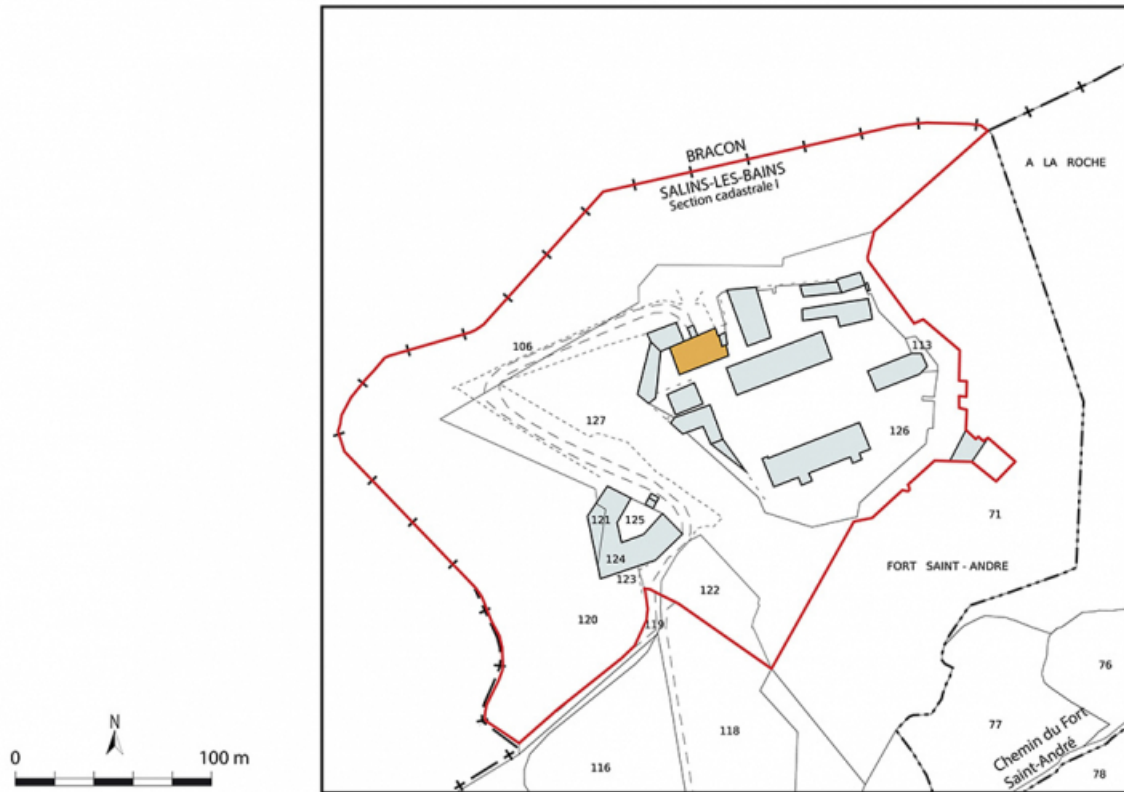 BRACON
SALINS-LES-BAINS
Section cadastrale I
A LA ROCHE
106
113
127
126
121
125
71
124
FORT SAINT - ANDRE
123
122
120
119
76
77
118
Chemin du Fort
Saint-André
116
78
N
0 100 m